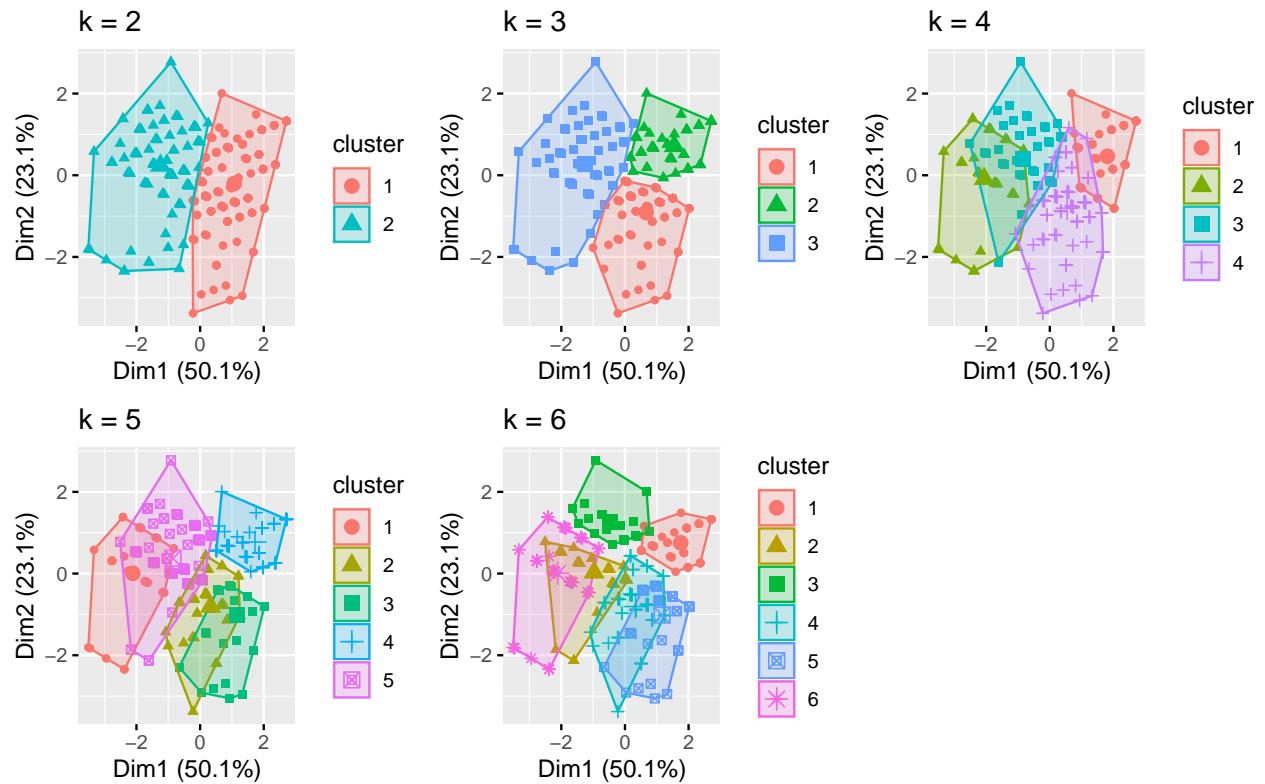 k = 2
2
0
−2
−2
0
2
Dim1 (50.1%)
Dim2 (23.1%)
cluster
1
2
k = 3
2
0
−2
−2
0
2
Dim1 (50.1%)
Dim2 (23.1%)
cluster
1
2
3
k = 4
2
0
−2
−2
0
2
Dim1 (50.1%)
Dim2 (23.1%)
cluster
1
2
3
4
k = 5
2
0
−2
−2
0
2
Dim1 (50.1%)
Dim2 (23.1%)
cluster
1
2
3
4
5
k = 6
2
0
−2
−2
0
2
Dim1 (50.1%)
Dim2 (23.1%)
cluster
1
2
3
4
5
6